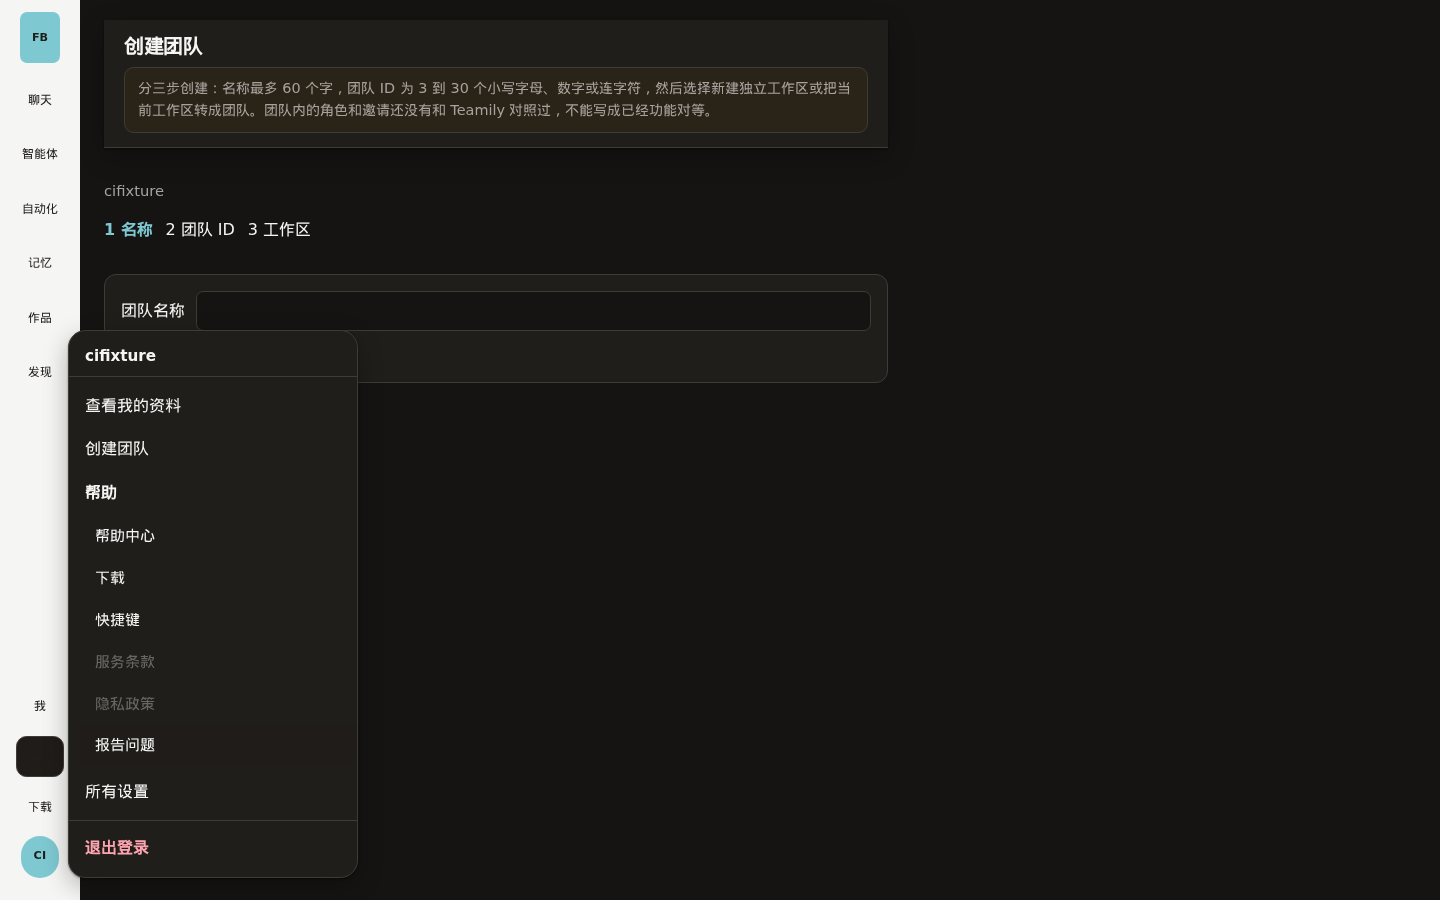 FB
聊天
智能体
自动化
记忆
作品
发现
我
下载
CI
创建团队
分三步创建：名称最多 60 个字，团队 ID 为 3 到 30 个小写字母、数字或连字符，然后选择新建独立工作区或把当
前工作区转成团队。团队内的角色和邀请还没有和 Teamily 对照过，不能写成已经功能对等。
cifixture
1 名称 2 团队 ID 3 工作区
团队名称
cifixture
查看我的资料
创建团队
帮助
帮助中心
下载
快捷键
服务条款
隐私政策
报告问题
所有设置
退出登录